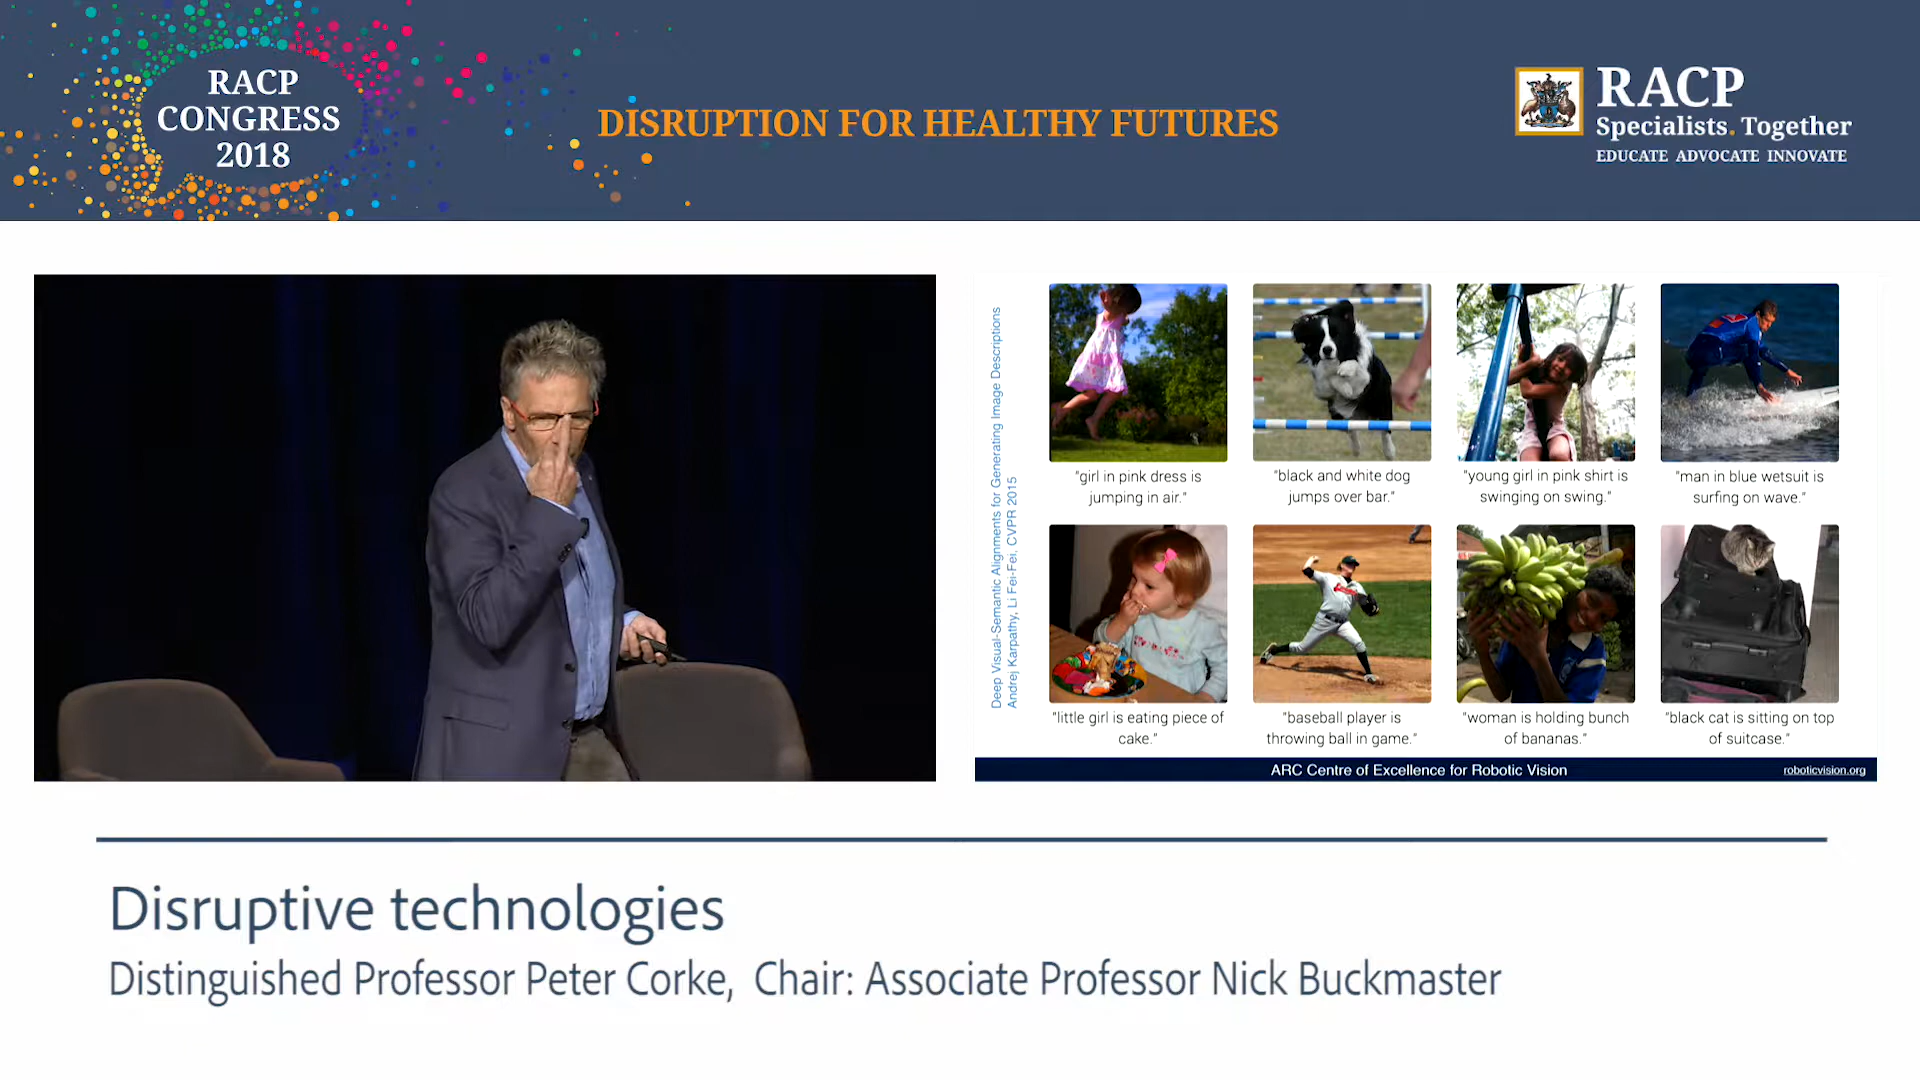 RACP
CONGRESS
2018
DISRUPTION FOR HEALTHY FUTURES
RACP
Specialists. Together
EDUCATE ADVOCATE INNOVATE
Deep Visual-Semantic Alignments for Generating Image Descriptions
Andrej Karpathy, Li Fei-Fei, CVPR 2015
"girl in pink dress is
jumping in air."
"black and white dog
jumps over bar."
"young girl in pink shirt is
swinging on swing."
"man in blue wetsuit is
surfing on wave."
"little girl is eating piece of
cake."
"baseball player is
throwing ball in game."
"woman is holding bunch
of bananas."
"black cat is sitting on top
of suitcase."
ARC Centre of Excellence for Robotic Vision
roboticvision.org
Disruptive technologies
Distinguished Professor Peter Corke, Chair: Associate Professor Nick Buckmaster